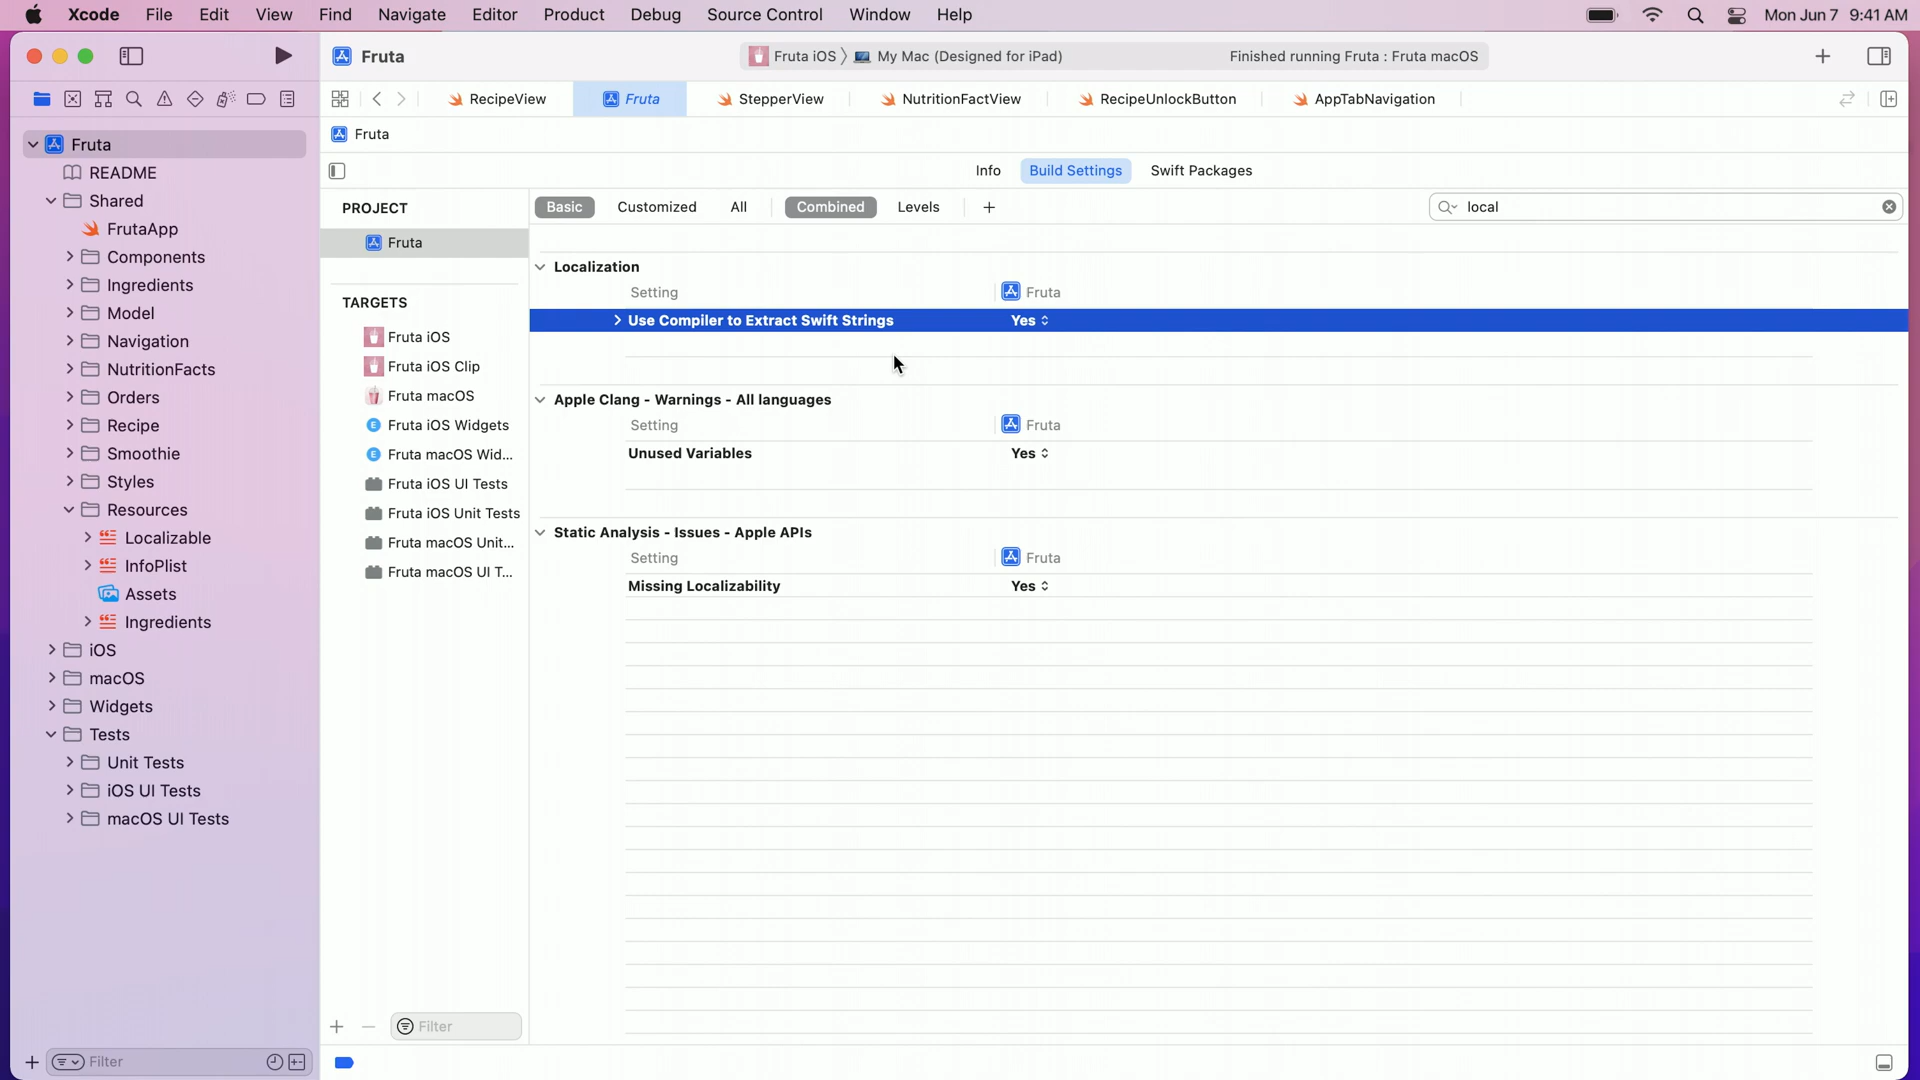 Xcode File Edit View Find Navigate Editor Product Debug Source Control Window Help Mon Jun 7 9:41 AM
Fruta
Fruta iOS My Mac (Designed for iPad) Finished running Fruta : Fruta macOS
RecipeView Fruta StepperView NutritionFactView RecipeUnlockButton AppTabNavigation
Fruta
Info Build Settings Swift Packages
Fruta
README
Shared
FrutaApp
Components
Ingredients
Model
Navigation
NutritionFacts
Orders
Recipe
Smoothie
Styles
Resources
Localizable
InfoPlist
Assets
Ingredients
iOS
macOS
Widgets
Tests
Unit Tests
iOS UI Tests
macOS UI Tests
Filter
PROJECT
Fruta
TARGETS
Fruta iOS
Fruta iOS Clip
Fruta macOS
Fruta iOS Widgets
Fruta macOS Wid...
Fruta iOS UI Tests
Fruta iOS Unit Tests
Fruta macOS Unit...
Fruta macOS UI T...
Filter
Basic Customized All Combined Levels local
Localization
Setting Fruta
Use Compiler to Extract Swift Strings Yes
Apple Clang - Warnings - All languages
Setting Fruta
Unused Variables Yes
Static Analysis - Issues - Apple APIs
Setting Fruta
Missing Localizability Yes